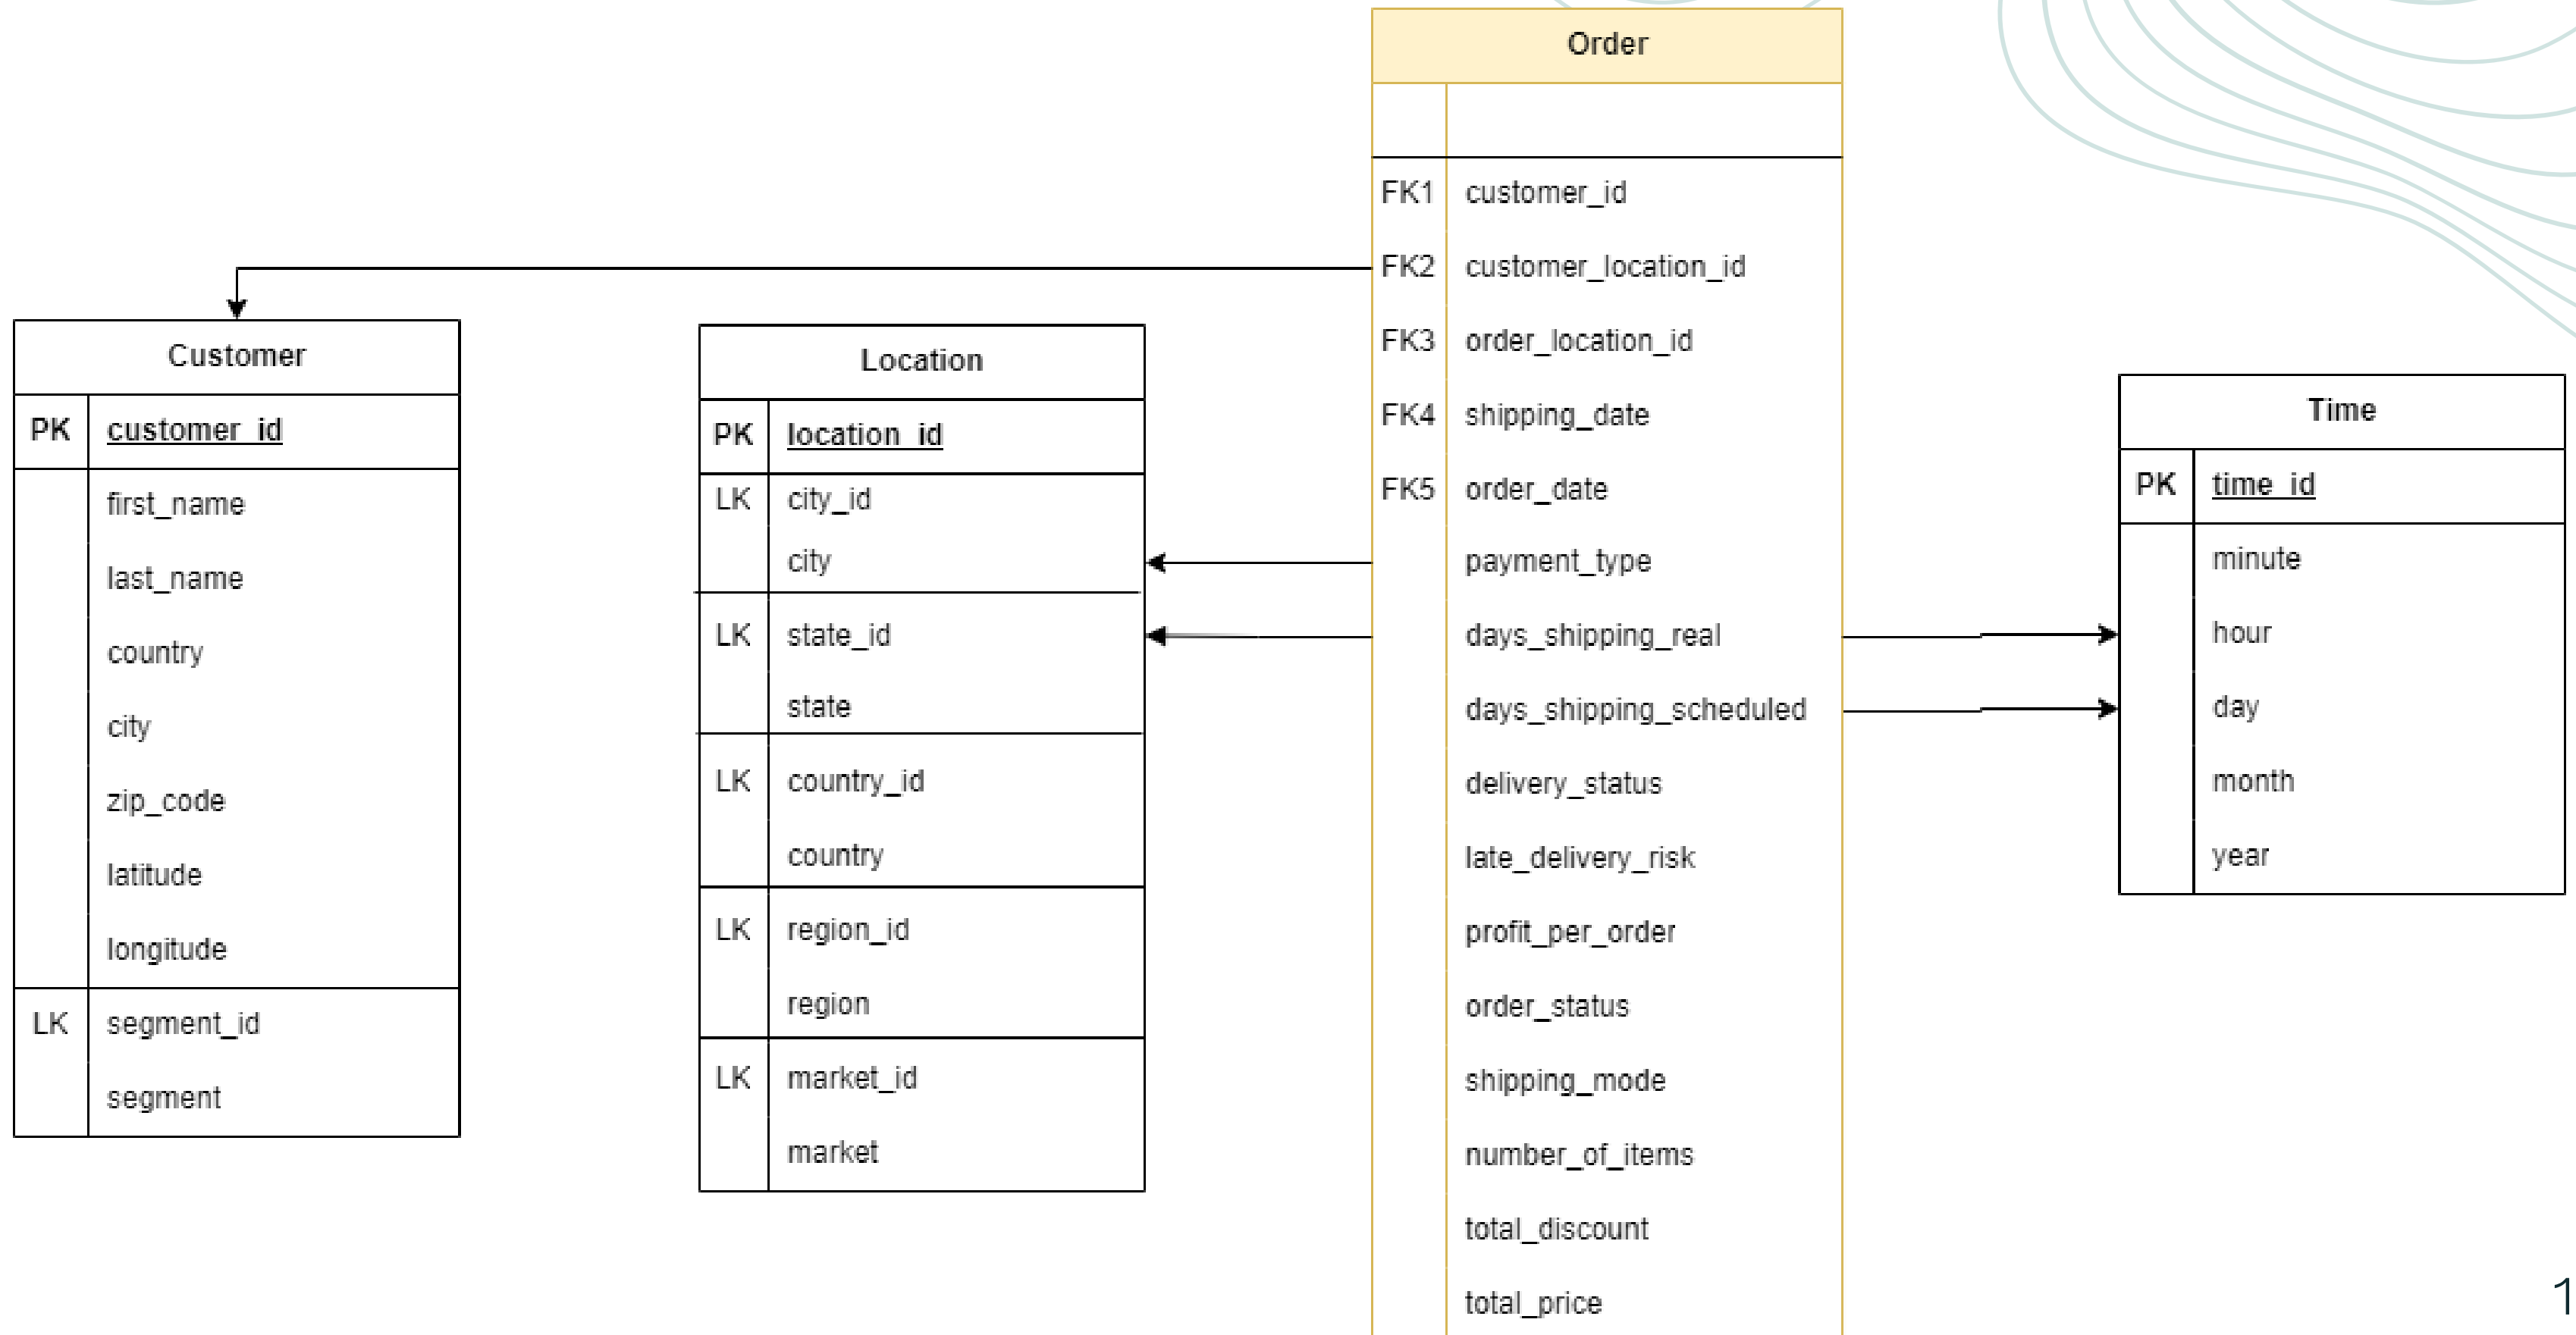 Order
FK1 customer_id
FK2 customer_location_id
FK3 order_location_id
FK4 shipping_date
FK5 order_date
payment_type
days_shipping_real
days_shipping_scheduled
delivery_status
late_delivery_risk
profit_per_order
order_status
shipping_mode
number_of_items
total_discount
total_price
Customer
PK customer_id
first_name
last_name
country
city
zip_code
latitude
longitude
LK segment_id
segment
Location
PK location_id
LK city_id
city
LK state_id
state
LK country_id
country
LK region_id
region
LK market_id
market
Time
PK time_id
minute
hour
day
month
year
1